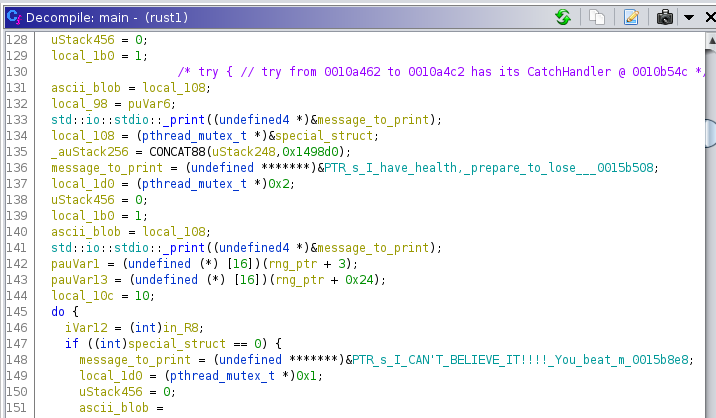 Decompile: main - (rust1)
128 uStack456 = 0;
129 local_1b0 = 1;
130 /* try { // try from 0010a462 to 0010a4c2 has its CatchHandler @ 0010b54c */
131 ascii_blob = local_108;
132 local_98 = puVar6;
133 std::io::stdio::_print((undefined4 *)&message_to_print);
134 local_108 = (pthread_mutex_t *)&special_struct;
135 _auStack256 = CONCAT88(uStack248,0x1498d0);
136 message_to_print = (undefined *******)&PTR_s_I_have_health,_prepare_to_lose___0015b508;
137 local_1d0 = (pthread_mutex_t *)0x2;
138 uStack456 = 0;
139 local_1b0 = 1;
140 ascii_blob = local_108;
141 std::io::stdio::_print((undefined4 *)&message_to_print);
142 pauVar1 = (undefined (*) [16])(rng_ptr + 3);
143 pauVar13 = (undefined (*) [16])(rng_ptr + 0x24);
144 local_10c = 10;
145 do {
146 iVar12 = (int)in_R8;
147 if ((int)special_struct == 0) {
148 message_to_print = (undefined *******)&PTR_s_I_CAN'T_BELIEVE_IT!!!!_You_beat_m_0015b8e8;
149 local_1d0 = (pthread_mutex_t *)0x1;
150 uStack456 = 0;
151 ascii_blob =